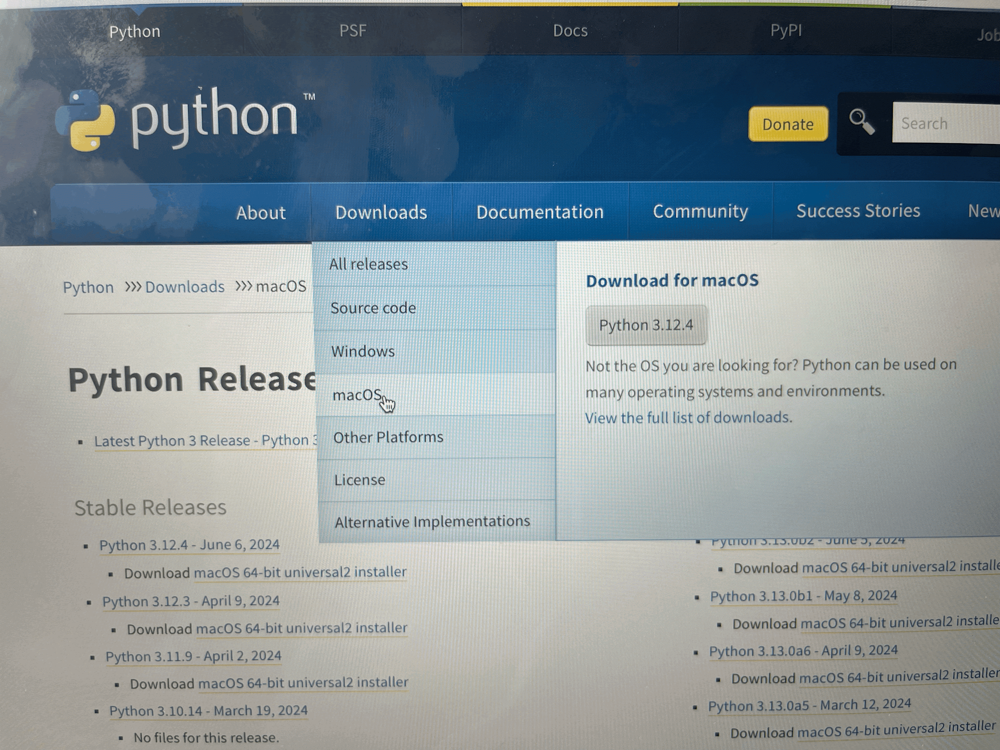 Python
PSF
Docs
PyPI
python™
Donate
Search
About
Downloads
Documentation
Community
Success Stories
Python >>> Downloads >>> macOS
All releases
Source code
Windows
macOS
Other Platforms
License
Alternative Implementations
Download for macOS
Python 3.12.4
Not the OS you are looking for? Python can be used on
many operating systems and environments.
View the full list of downloads.
Python
Latest Python 3 Release - Python
Stable Releases
Python 3.12.4 - June 6, 2024
Download macOS 64-bit universal2 installer
Python 3.12.3 - April 9, 2024
Download macOS 64-bit universal2 installer
Python 3.11.9 - April 2, 2024
Download macOS 64-bit universal2 installer
Python 3.10.14 - March 19, 2024
No files for this release.
Python 3.13.0b2 - June 5, 2024
Download macOS 64-bit universal2
Python 3.13.0b1 - May 8, 2024
Download macOS 64-bit universal2
Python 3.13.0a6 - April 9, 2024
Download macOS 64-bit universal2 installer
Python 3.13.0a5 - March 12, 2024
Download macOS 64-bit universal2 installer